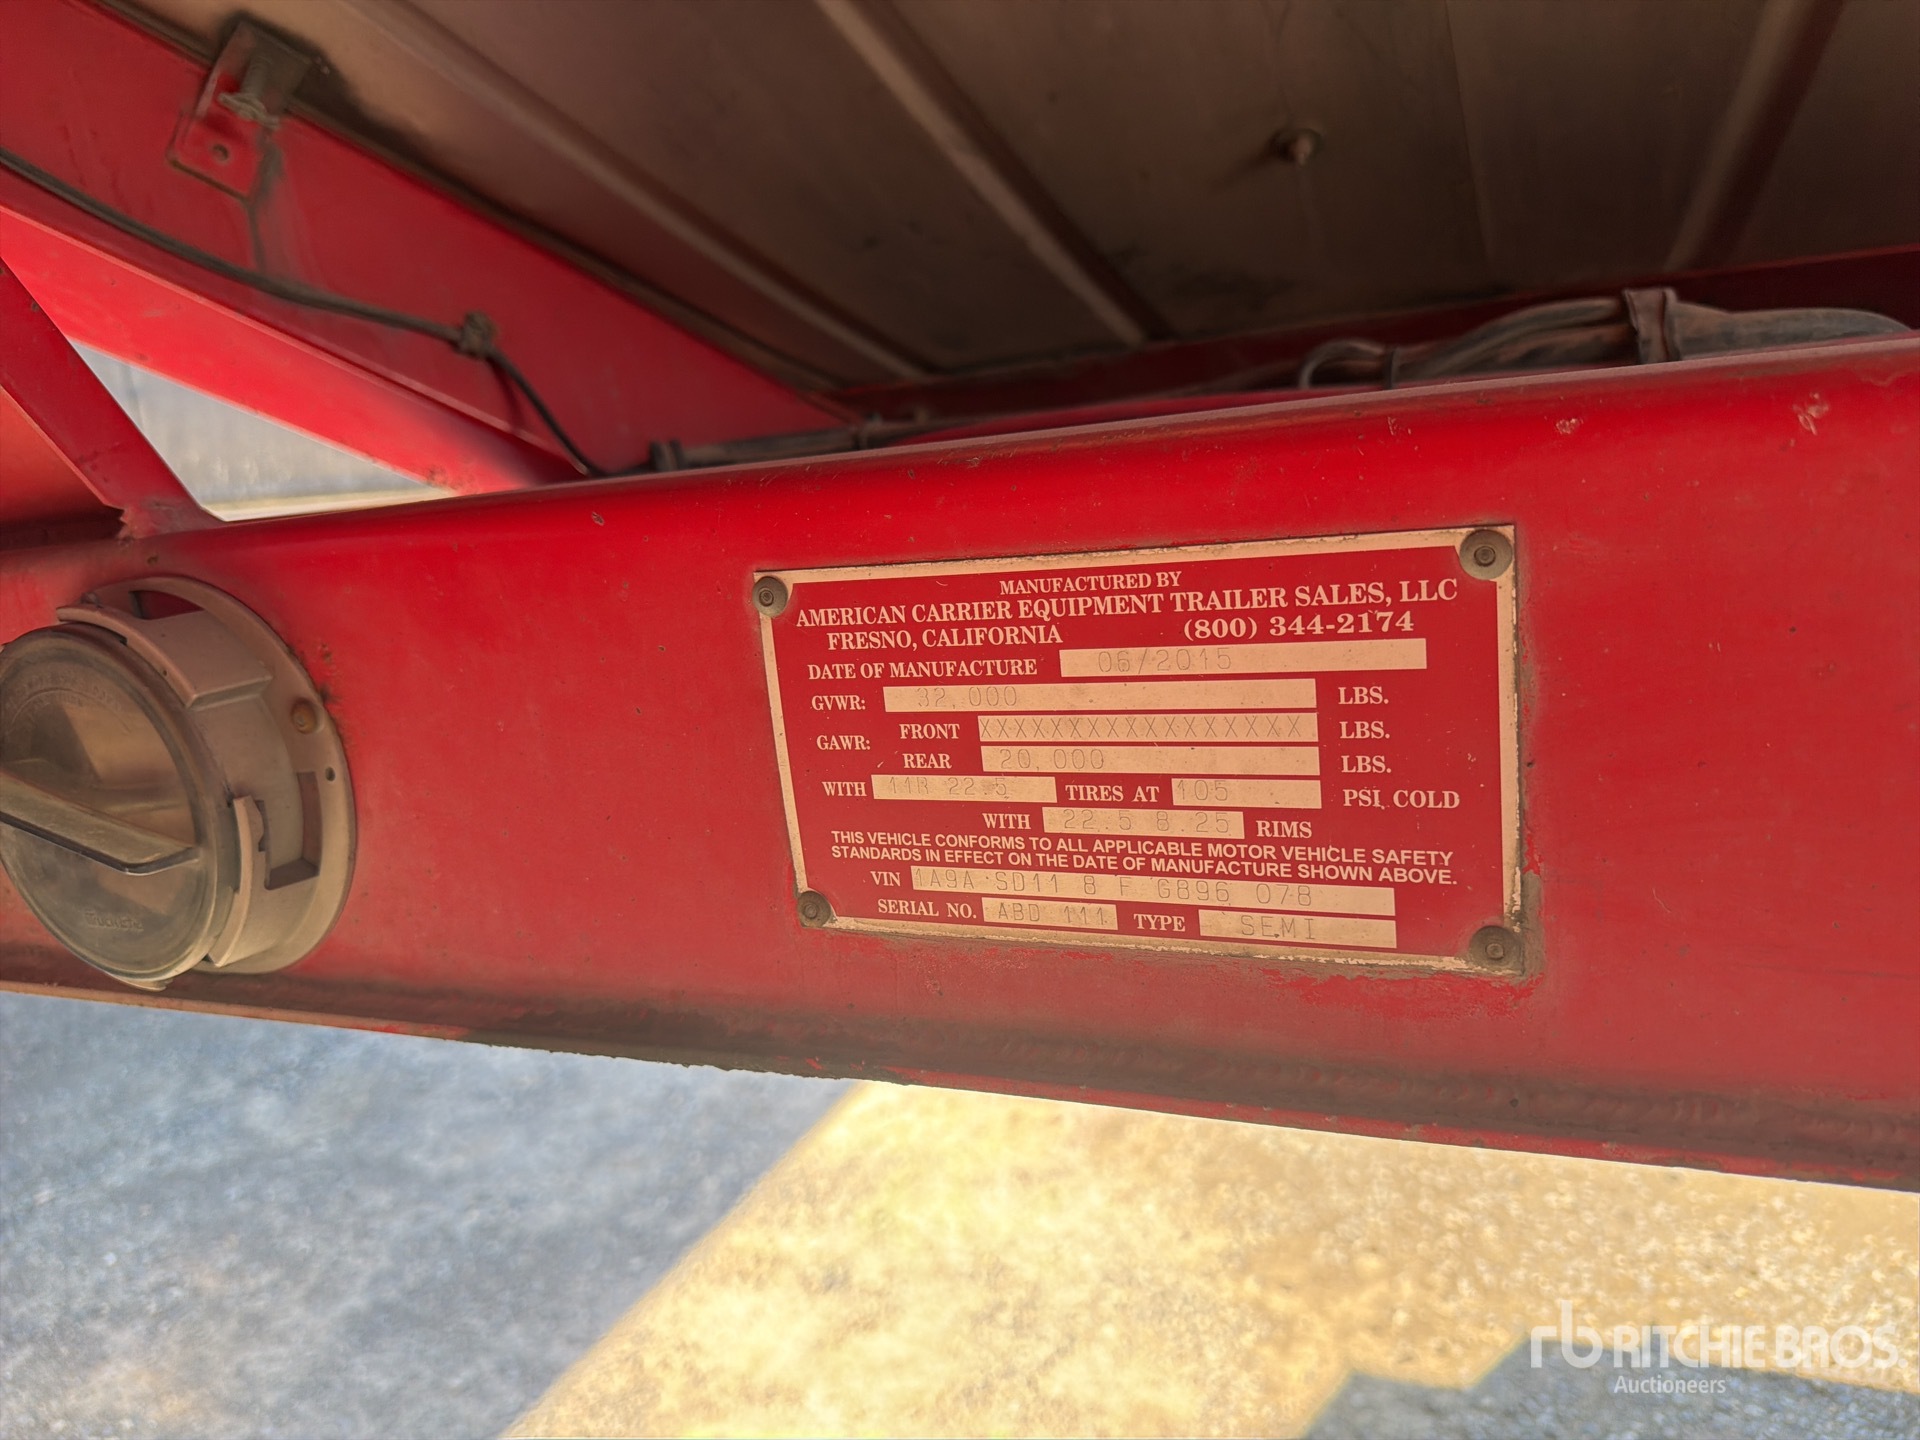 MANUFACTURED BY
AMERICAN CARRIER EQUIPMENT TRAILER SALES, LLC
FRESNO, CALIFORNIA (800) 344-2174
DATE OF MANUFACTURE 06/2015
GVWR: 32,000 LBS.
GAWR: FRONT XXXXXXXXXXXXXXXXX LBS.
REAR 20,000 LBS.
WITH 11R 22.5 TIRES AT 105 PSI, COLD
WITH 22.5 8.25 RIMS
THIS VEHICLE CONFORMS TO ALL APPLICABLE MOTOR VEHICLE SAFETY
STANDARDS IN EFFECT ON THE DATE OF MANUFACTURE SHOWN ABOVE.
VIN 1A9A SD11 8 F G896 078
SERIAL NO. ABD 111 TYPE SEMI
rb RITCHIE BROS.
Auctioneers